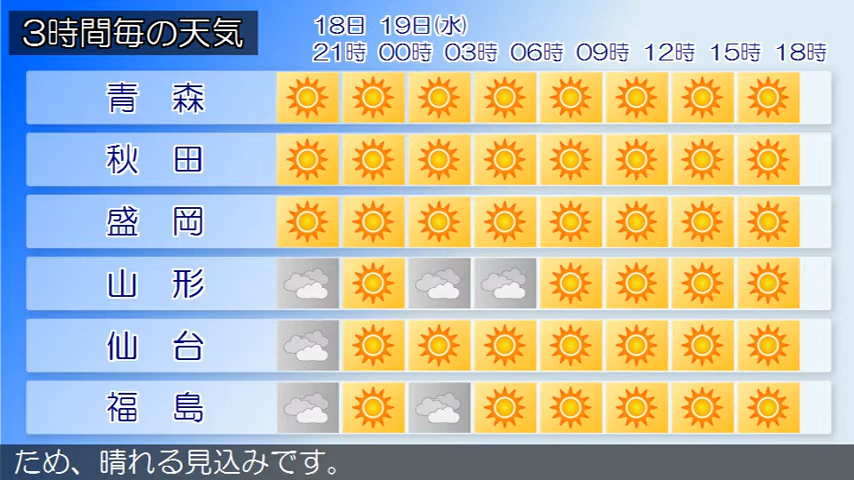 3時間毎の天気
18日 19日(水)
21時 00時 03時 06時 09時 12時 15時 18時
青 森
秋 田
盛 岡
山 形
仙 台
福 島
ため、晴れる見込みです。